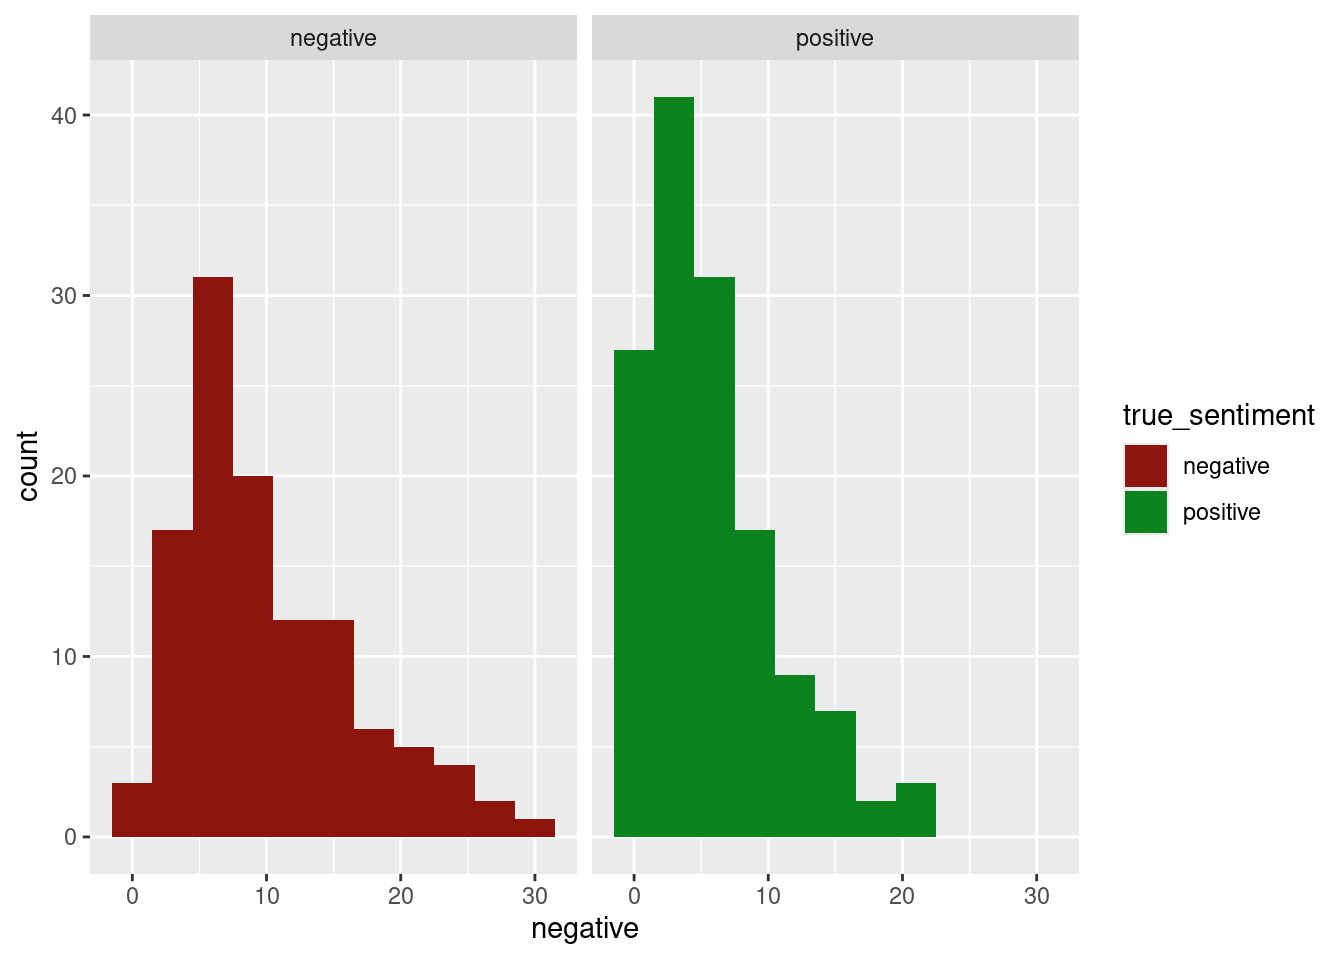 negative
positive
40
30
20
10
0
count
0 10 20 30
0 10 20 30
negative
true_sentiment
negative
positive